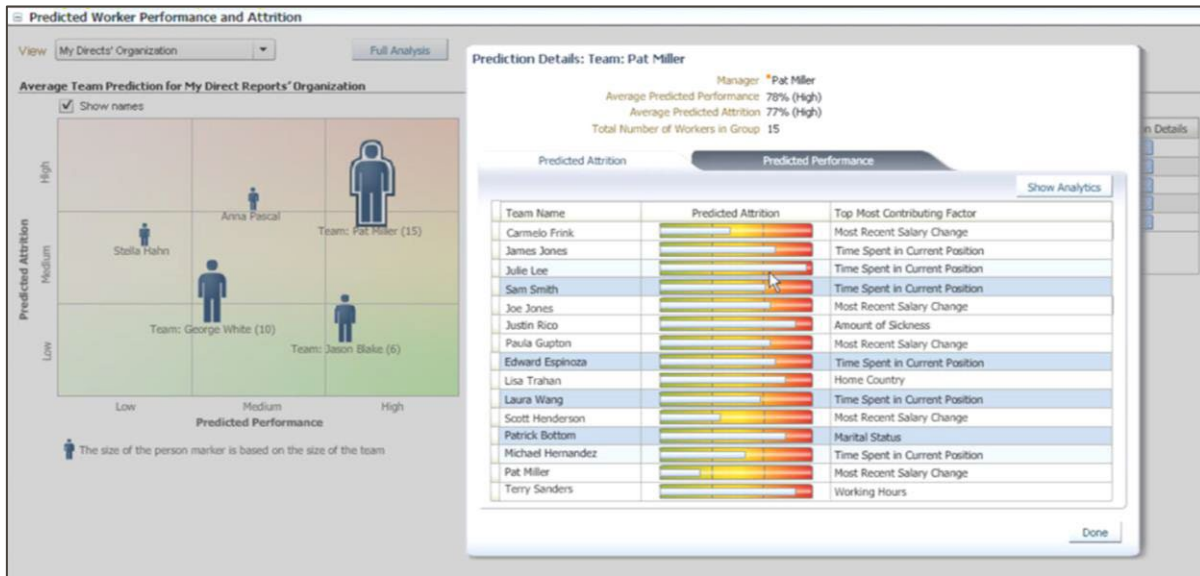 Predicted Worker Performance and Attrition
View My Directs' Organization Full Analysis
Average Team Prediction for My Direct Reports' Organization
Show names
High
Medium
Low
Predicted Attrition
Anna Pascal
Team: Pat Miller (15)
Stella Hahn
Team: George White (10)
Team: Jason Blake (6)
Low Medium High
Predicted Performance
The size of the person marker is based on the size of the team
Prediction Details: Team: Pat Miller
Manager *Pat Miller
Average Predicted Performance 78% (High)
Average Predicted Attrition 77% (High)
Total Number of Workers in Group 15
Predicted Attrition Predicted Performance
Show Analytics
Team Name Predicted Attrition Top Most Contributing Factor
Carmelo Frink Most Recent Salary Change
James Jones Time Spent in Current Position
Julie Lee Time Spent in Current Position
Sam Smith Time Spent in Current Position
Joe Jones Most Recent Salary Change
Justin Rico Amount of Sickness
Paula Gupton Most Recent Salary Change
Edward Espinoza Time Spent in Current Position
Lisa Trahan Home Country
Laura Wang Time Spent in Current Position
Scott Henderson Most Recent Salary Change
Patrick Bottom Marital Status
Michael Hernandez Time Spent in Current Position
Pat Miller Most Recent Salary Change
Terry Sanders Working Hours
Done
Details